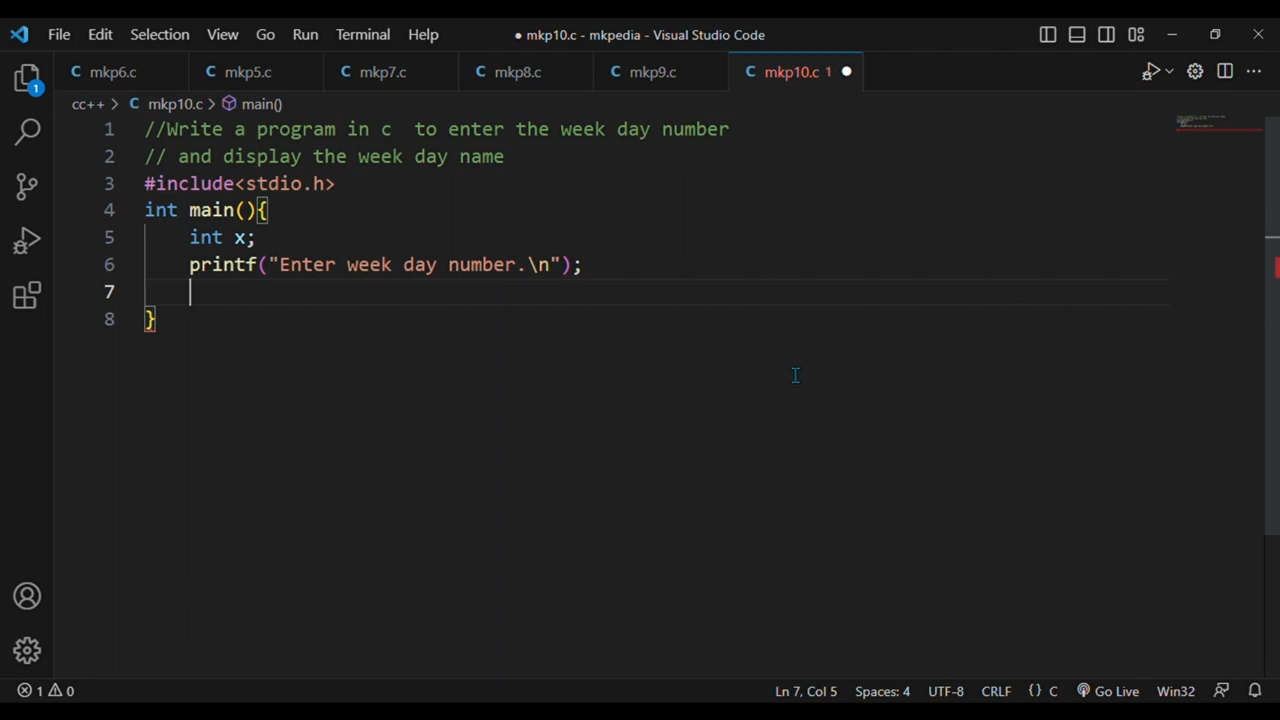 File Edit Selection View Go Run Terminal Help ● mkp10.c - mkpedia - Visual Studio Code
C mkp6.c C mkp5.c C mkp7.c C mkp8.c C mkp9.c C mkp10.c 1 ●
cc++ > C mkp10.c > main()
1 //Write a program in c  to enter the week day number
2 // and display the week day name
3 #include<stdio.h>
4 int main(){
5     int x;
6     printf("Enter week day number.\n");
7
8 }
1
1 0 Ln 7, Col 5 Spaces: 4 UTF-8 CRLF {} C Go Live Win32